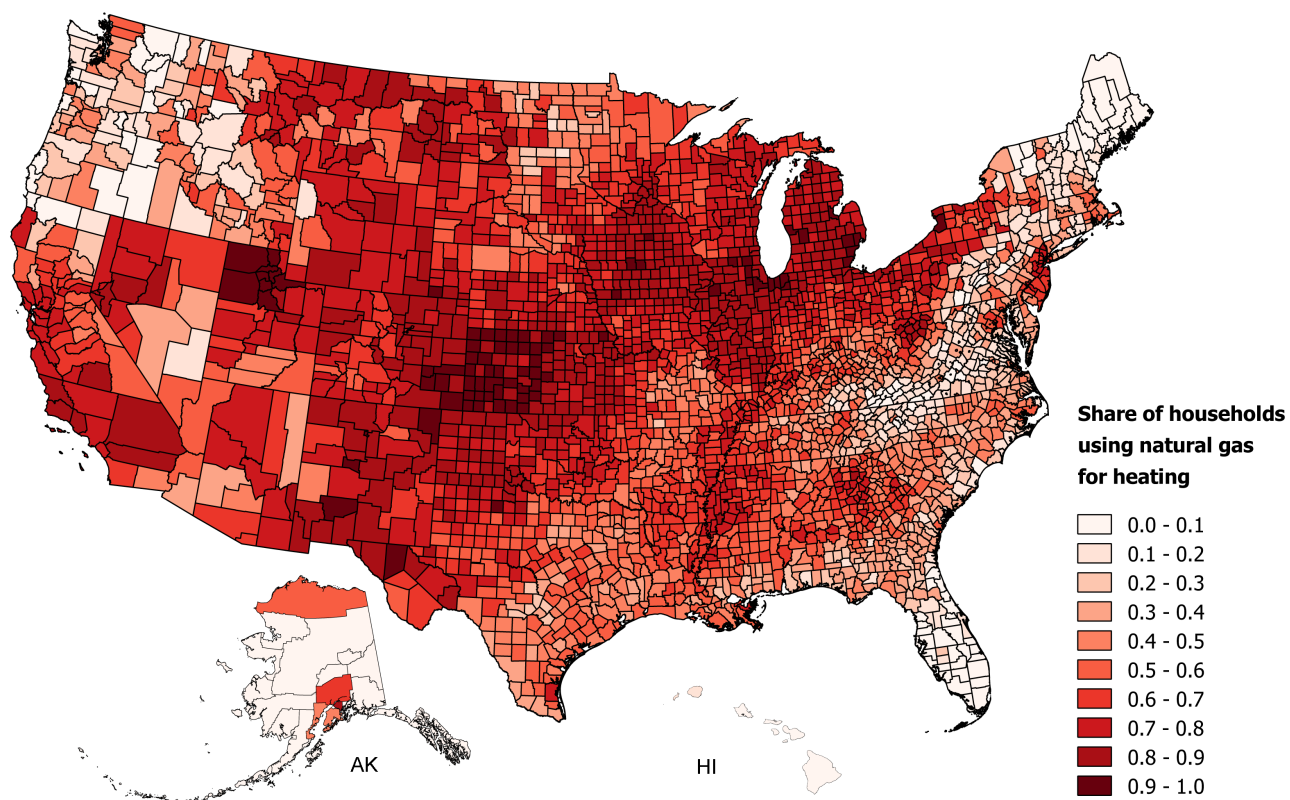 Share of households
using natural gas
for heating
0.0 - 0.1
0.1 - 0.2
0.2 - 0.3
0.3 - 0.4
0.4 - 0.5
0.5 - 0.6
0.6 - 0.7
0.7 - 0.8
0.8 - 0.9
0.9 - 1.0
AK
HI